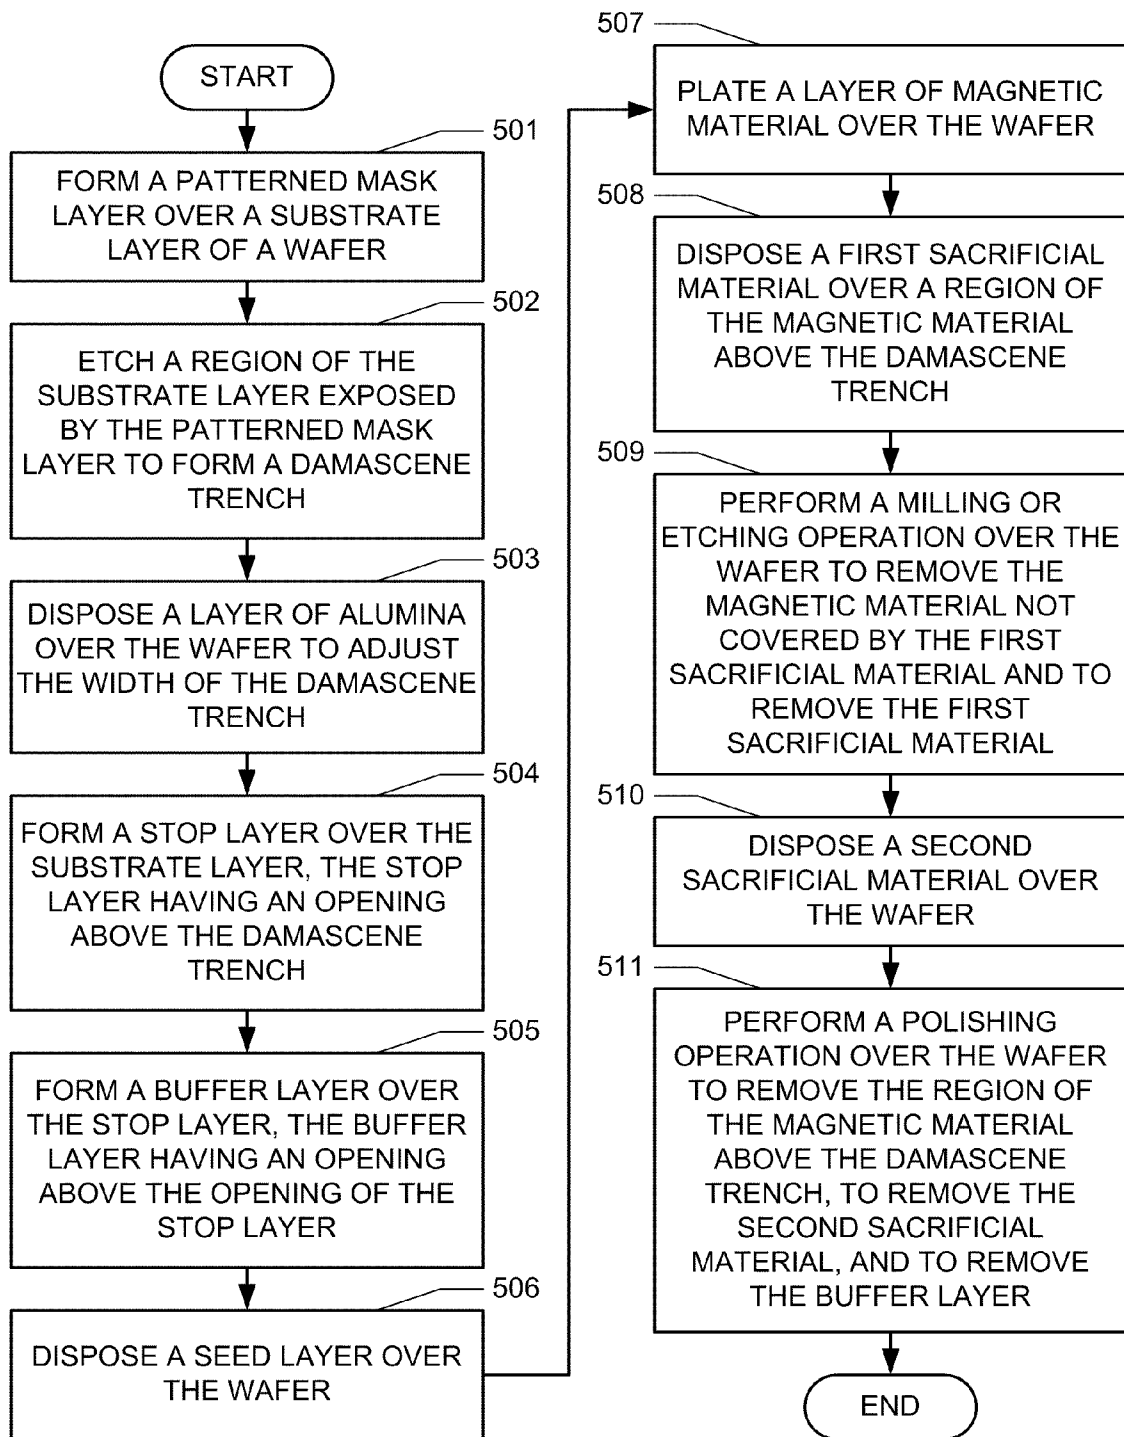 START
501
FORM A PATTERNED MASK
LAYER OVER A SUBSTRATE
LAYER OF A WAFER
502
ETCH A REGION OF THE
SUBSTRATE LAYER EXPOSED
BY THE PATTERNED MASK
LAYER TO FORM A DAMASCENE
TRENCH
503
DISPOSE A LAYER OF ALUMINA
OVER THE WAFER TO ADJUST
THE WIDTH OF THE DAMASCENE
TRENCH
504
FORM A STOP LAYER OVER THE
SUBSTRATE LAYER, THE STOP
LAYER HAVING AN OPENING
ABOVE THE DAMASCENE
TRENCH
505
FORM A BUFFER LAYER OVER
THE STOP LAYER, THE BUFFER
LAYER HAVING AN OPENING
ABOVE THE OPENING OF THE
STOP LAYER
506
DISPOSE A SEED LAYER OVER
THE WAFER
507
PLATE A LAYER OF MAGNETIC
MATERIAL OVER THE WAFER
508
DISPOSE A FIRST SACRIFICIAL
MATERIAL OVER A REGION OF
THE MAGNETIC MATERIAL
ABOVE THE DAMASCENE
TRENCH
509
PERFORM A MILLING OR
ETCHING OPERATION OVER THE
WAFER TO REMOVE THE
MAGNETIC MATERIAL NOT
COVERED BY THE FIRST
SACRIFICIAL MATERIAL AND TO
REMOVE THE FIRST
SACRIFICIAL MATERIAL
510
DISPOSE A SECOND
SACRIFICIAL MATERIAL OVER
THE WAFER
511
PERFORM A POLISHING
OPERATION OVER THE WAFER
TO REMOVE THE REGION OF
THE MAGNETIC MATERIAL
ABOVE THE DAMASCENE
TRENCH, TO REMOVE THE
SECOND SACRIFICIAL
MATERIAL, AND TO REMOVE
THE BUFFER LAYER
END